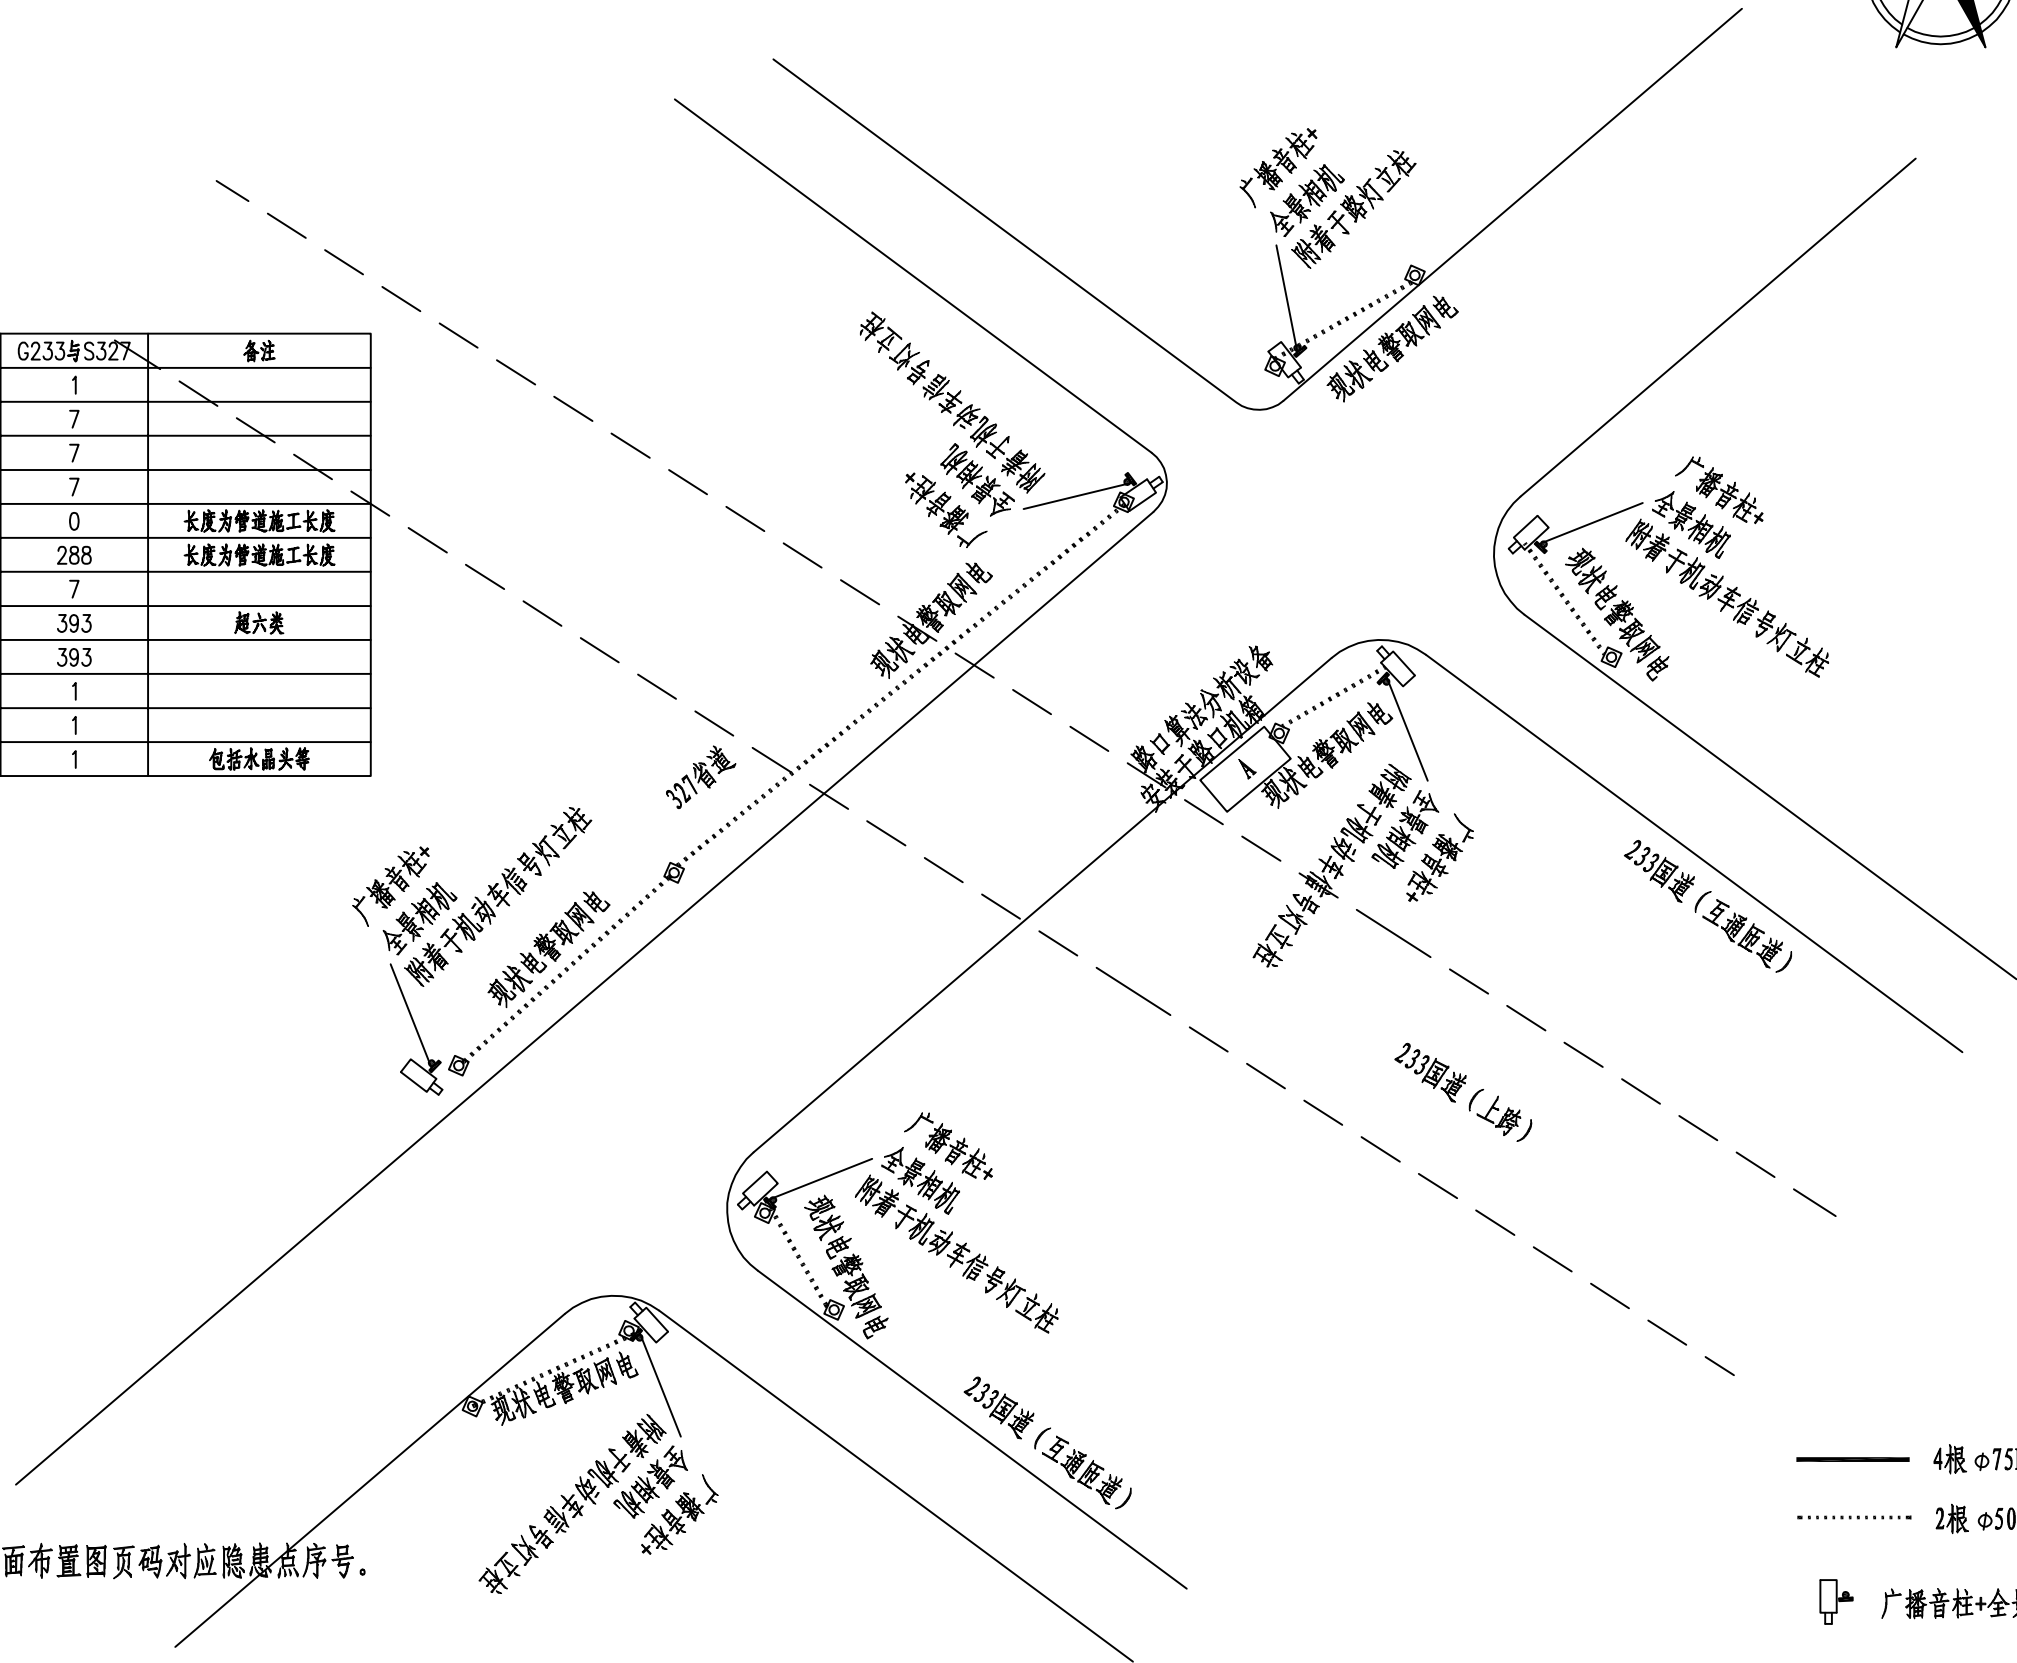 广播音柱+
全景相机
附着于路灯立柱
现状电警取网电
附着于机动车信号灯立柱
全景相机
广播音柱+
现状电警取网电
广播音柱+
全景相机
附着于机动车信号灯立柱
现状电警取网电
G233与S327 备注
1
7
7
7
0 长度为管道施工长度
288 长度为管道施工长度
7
393 超六类
393
1
1
1 包括水晶头等
路口算法分析设备
安装于路口机箱
A
现状电警取网电
附着于机动车信号灯立柱
全景相机
广播音柱+
327省道
233国道（互通匝道）
广播音柱+
全景相机
附着于机动车信号灯立柱
现状电警取网电
233国道（上跨）
广播音柱+
全景相机
附着于机动车信号灯立柱
现状电警取网电
现状电警取网电
附着于机动车信号灯立柱
全景相机
广播音柱+
233国道（互通匝道）
4根 φ75
2根 φ50
广播音柱+全
面布置图页码对应隐患点序号。